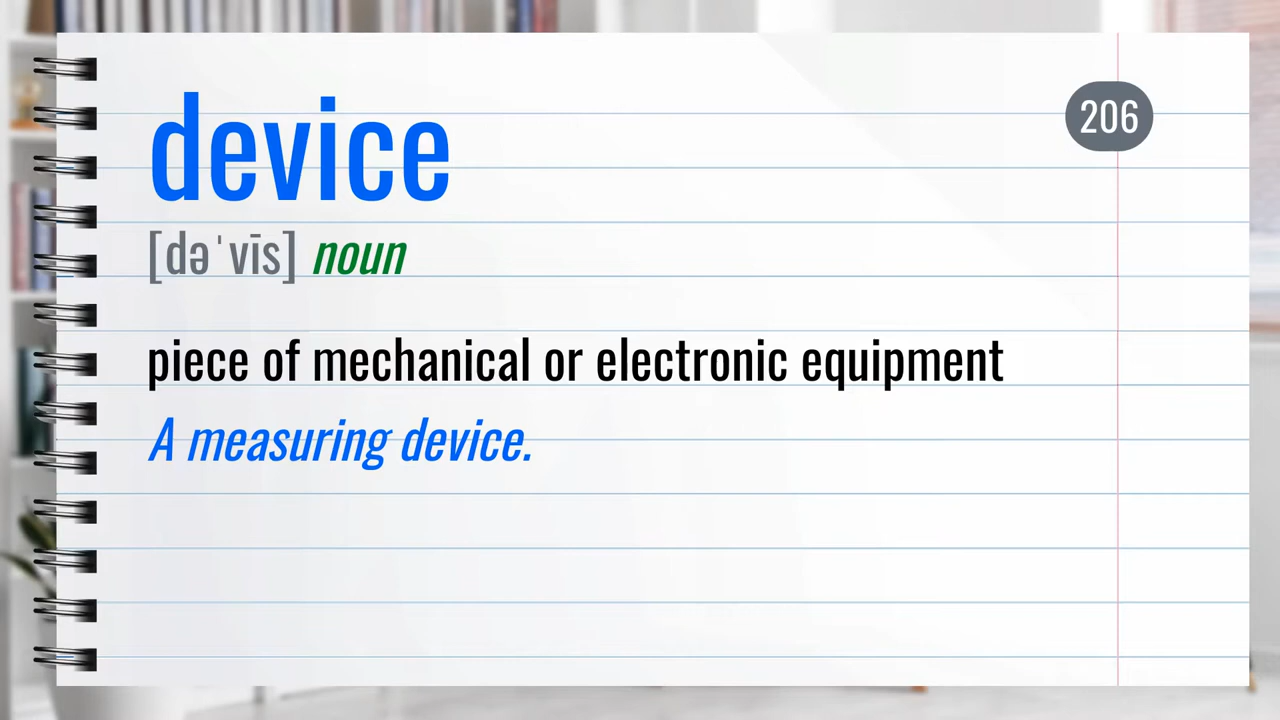 device
206
[dəˈvīs] noun
piece of mechanical or electronic equipment
A measuring device.